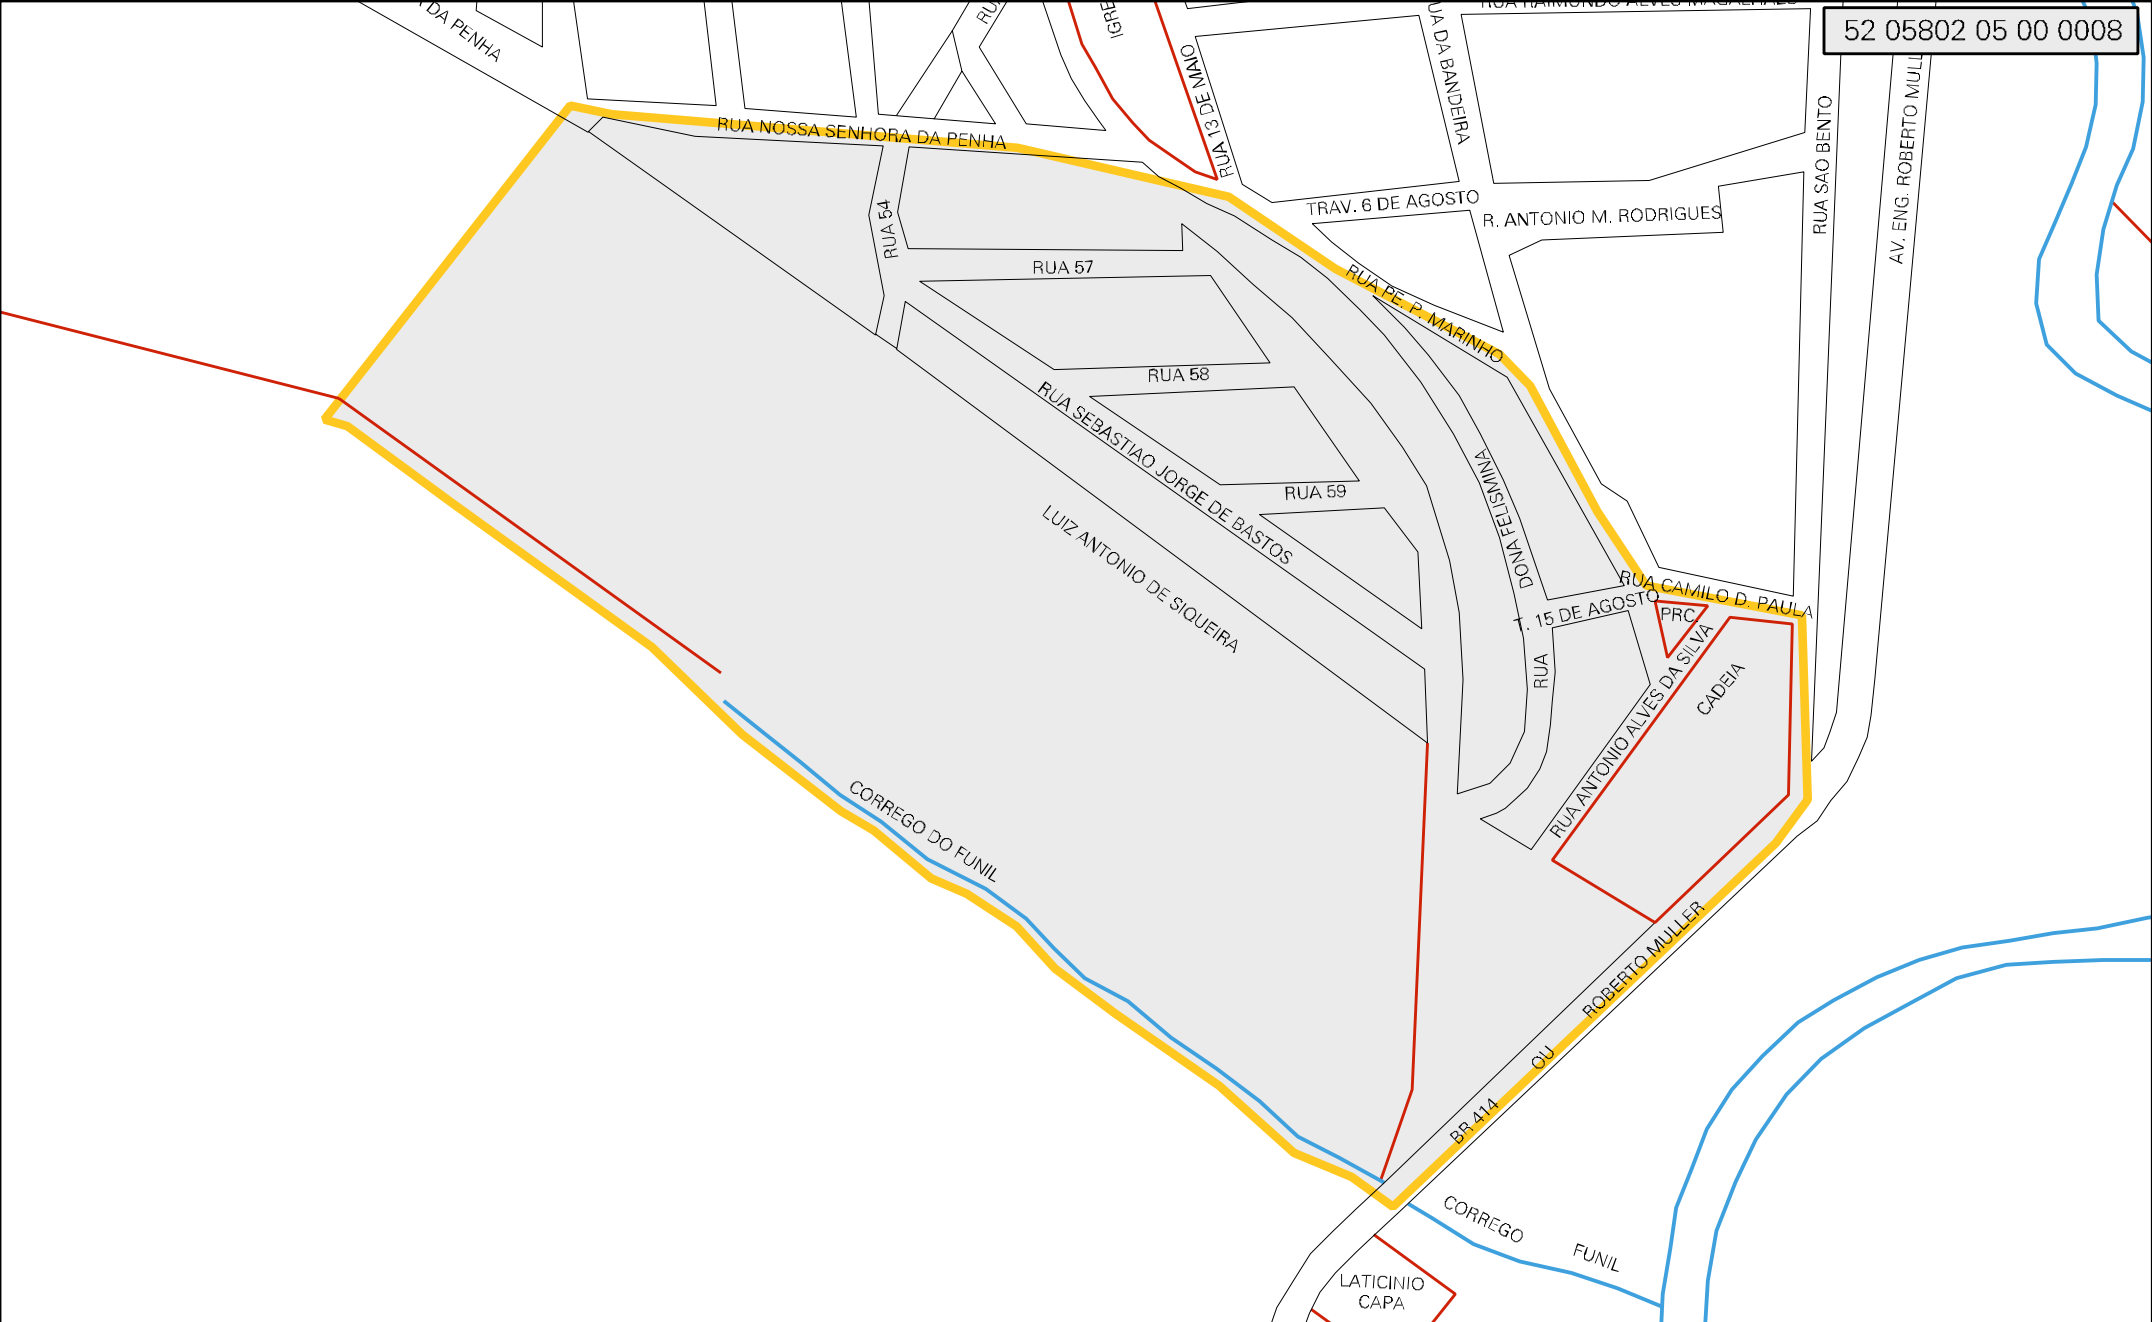 52 05802 05 00 0008
DA PENHA
RUA 13 DE MAIO
UA DA BANDEIRA
RUA RAIMUNDO ALVES MAGALHAES
RUA SAO BENTO
AV. ENG. ROBERTO MULL
RUA NOSSA SENHORA DA PENHA
TRAV. 6 DE AGOSTO
R. ANTONIO M. RODRIGUES
RUA 54
RUA 57
RUA PE. P. MARINHO
RUA 58
RUA SEBASTIAO JORGE DE BASTOS
RUA 59
DONA FELISMINA
RUA
LUIZ ANTONIO DE SIQUEIRA
RUA CAMILO D. PAULA
T. 15 DE AGOSTO
PRC.
RUA ANTONIO ALVES DA SILVA
CADEIA
CORREGO DO FUNIL
BR 414 OU ROBERTO MULLER
CORREGO FUNIL
LATICINIO
CAPA